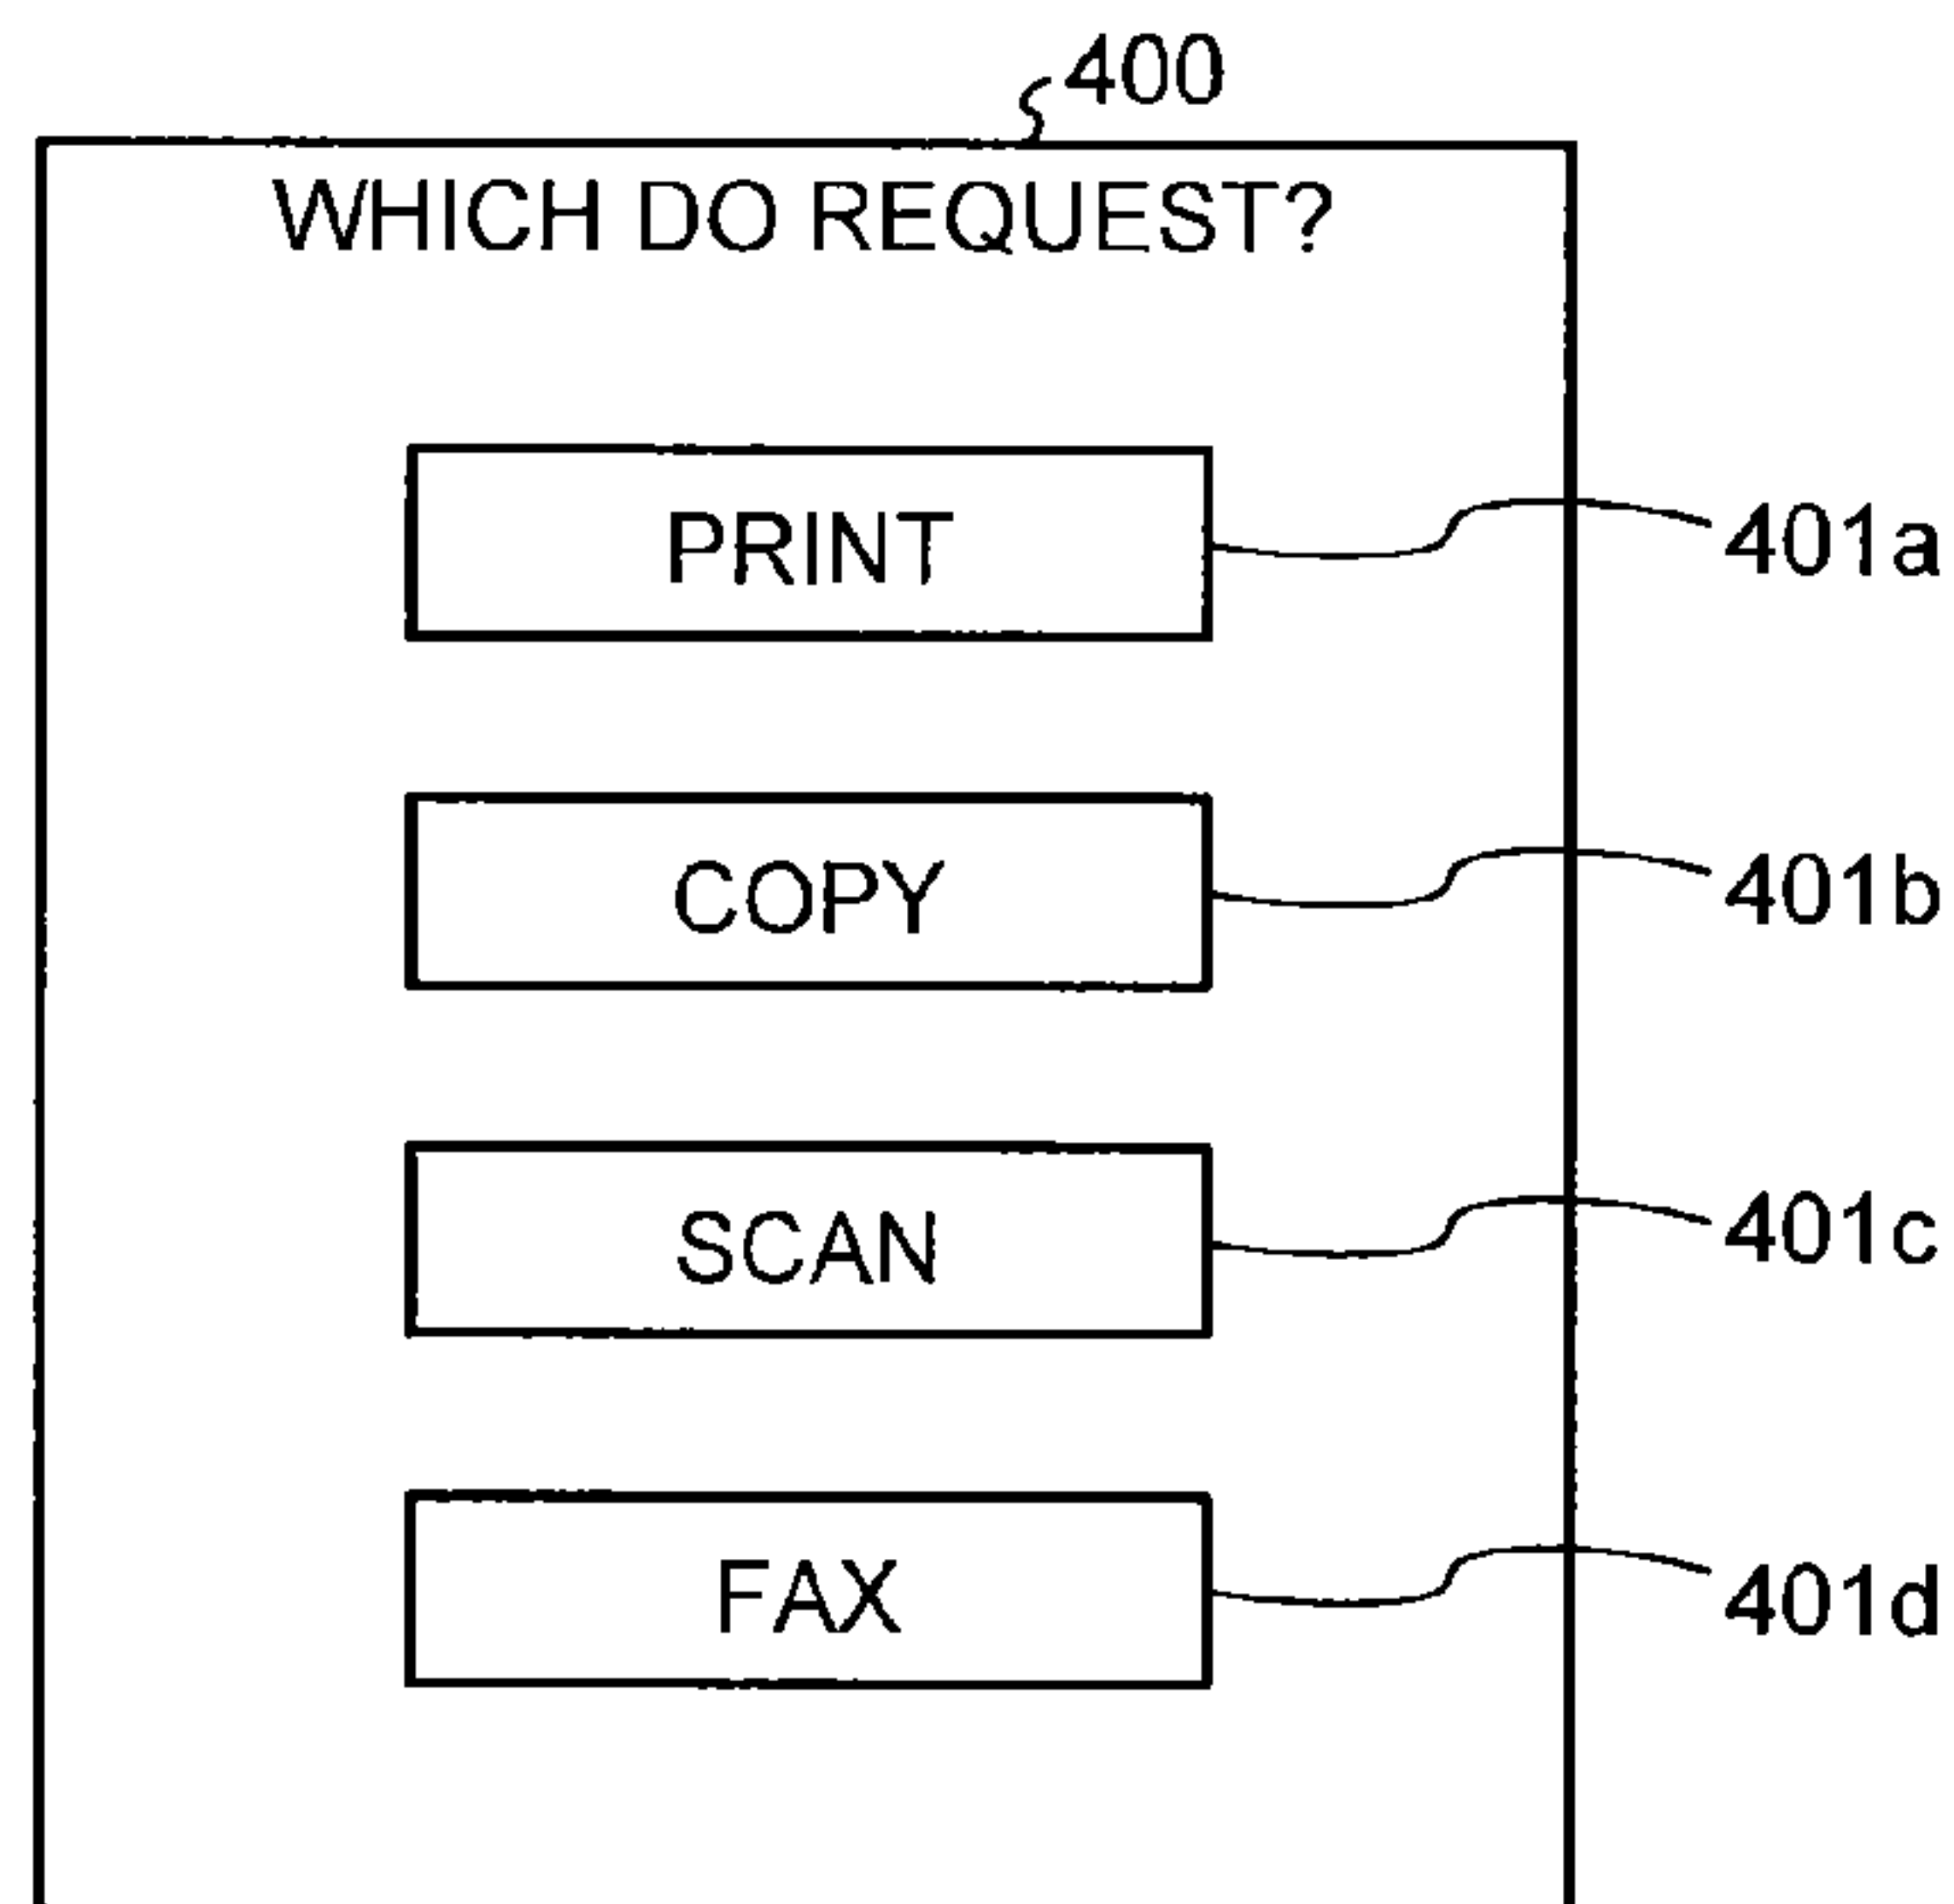 400
WHICH DO REQUEST?
PRINT 401a
COPY 401b
SCAN 401c
FAX 401d